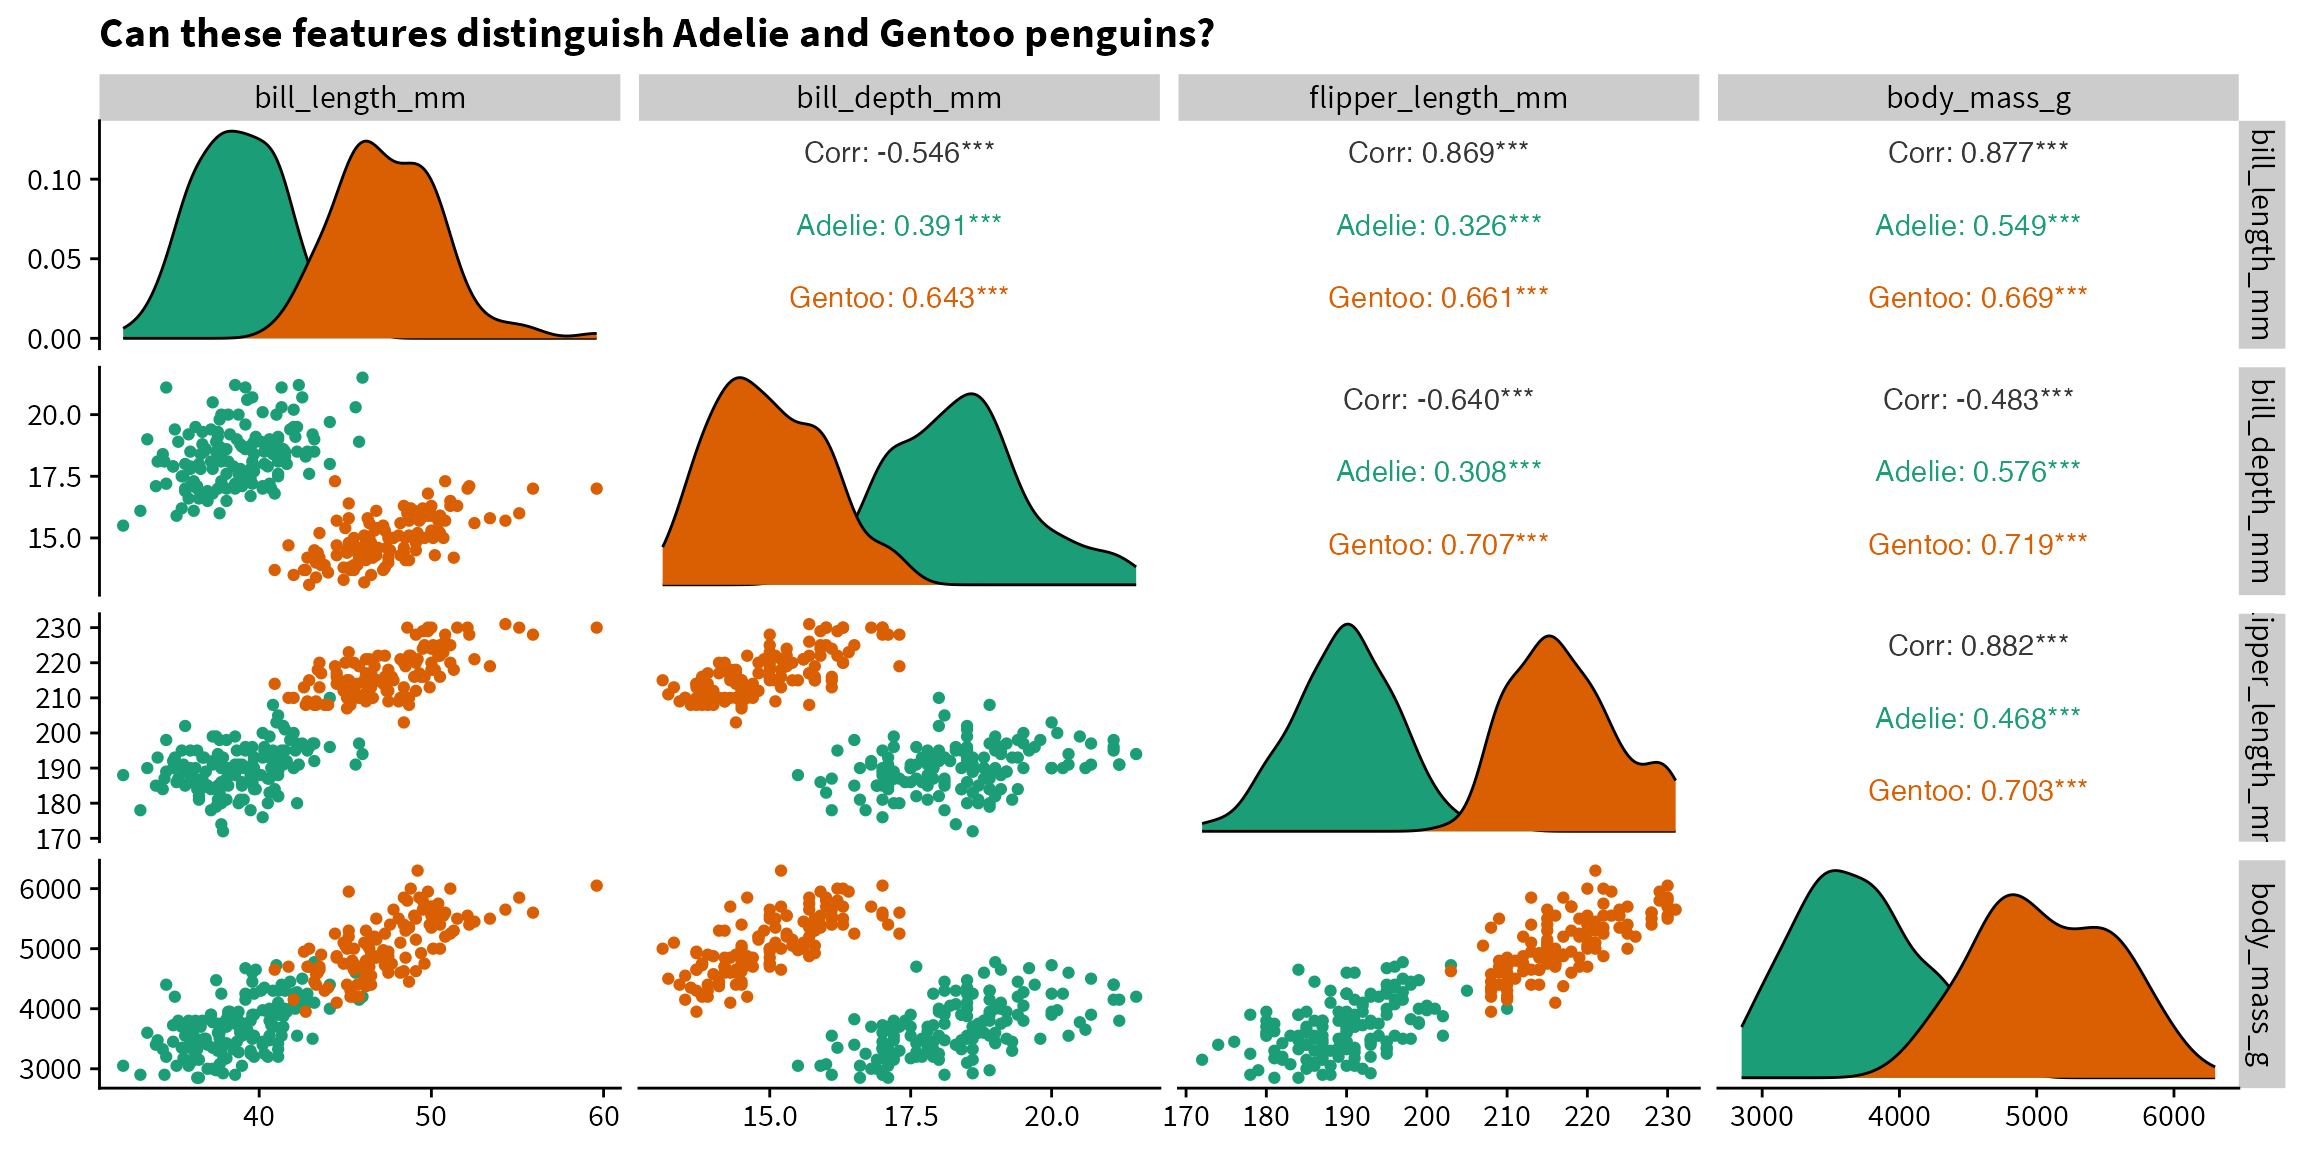 Can these features distinguish Adelie and Gentoo penguins?
bill_length_mm bill_depth_mm flipper_length_mm body_mass_g
0.10
0.05
0.00
Corr: -0.546***
Adelie: 0.391***
Gentoo: 0.643***
Corr: 0.869***
Adelie: 0.326***
Gentoo: 0.661***
Corr: 0.877***
Adelie: 0.549***
Gentoo: 0.669***
bill_length_mm
20.0
17.5
15.0
Corr: -0.640***
Adelie: 0.308***
Gentoo: 0.707***
Corr: -0.483***
Adelie: 0.576***
Gentoo: 0.719***
bill_depth_mm
230
220
210
200
190
180
170
Corr: 0.882***
Adelie: 0.468***
Gentoo: 0.703***
ipper_length_mr
6000
5000
4000
3000
body_mass_g
40 50 60
15.0 17.5 20.0
170 180 190 200 210 220 230
3000 4000 5000 6000